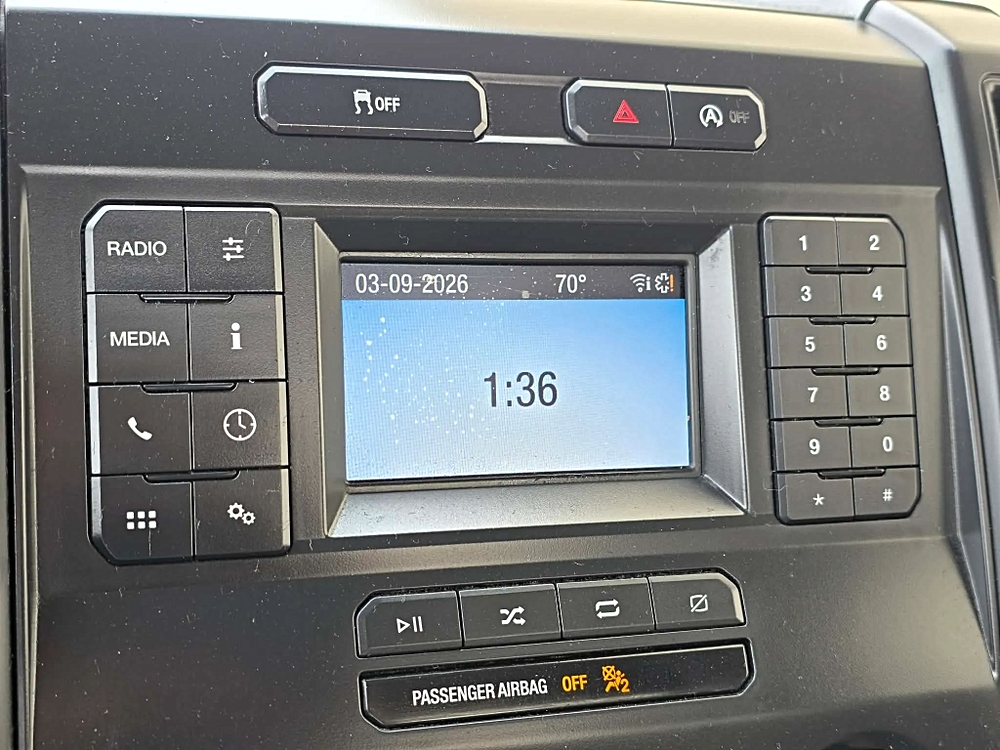 OFF
A OFF
RADIO
MEDIA
i
03-09-2026 70° i !
1:36
1 2
3 4
5 6
7 8
9 0
* #
PASSENGER AIRBAG OFF 2